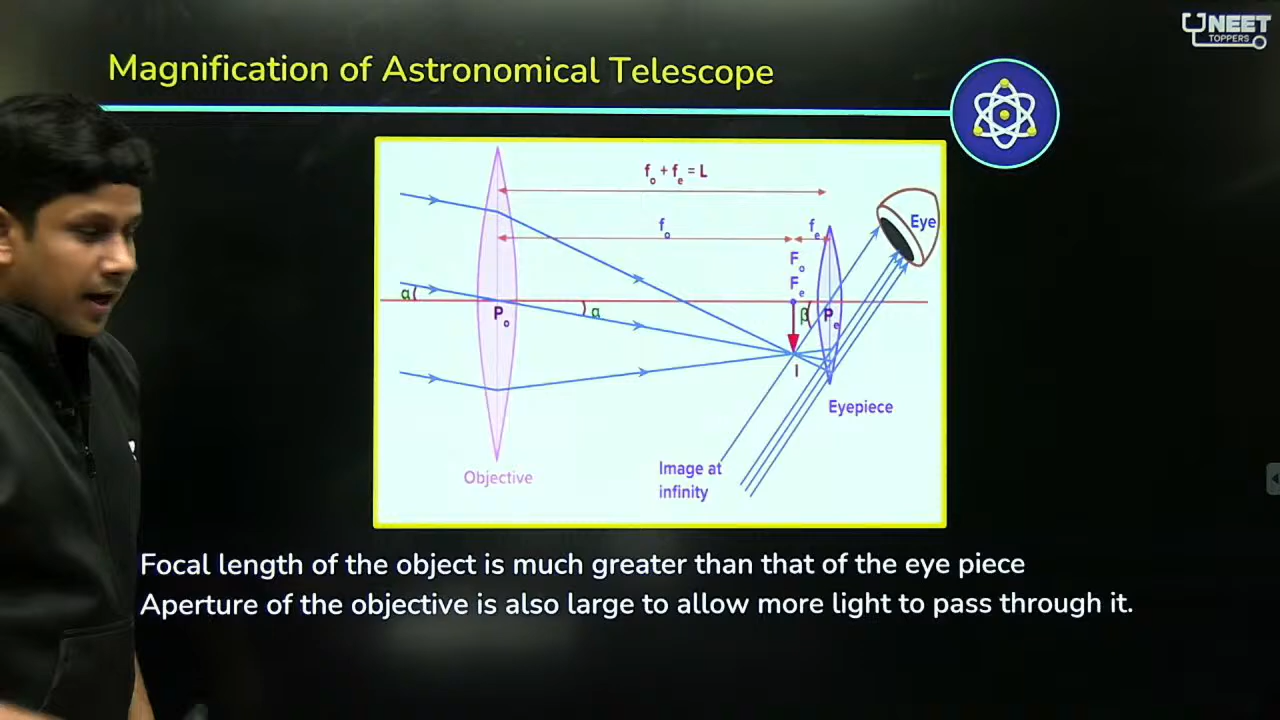 NEET
TOPPERS
Magnification of Astronomical Telescope
fo + fe = L
fo
fe
Eye
Fo
Fe
α
α
β
Po
Pe
I
Eyepiece
Objective
Image at
infinity
Focal length of the object is much greater than that of the eye piece
Aperture of the objective is also large to allow more light to pass through it.